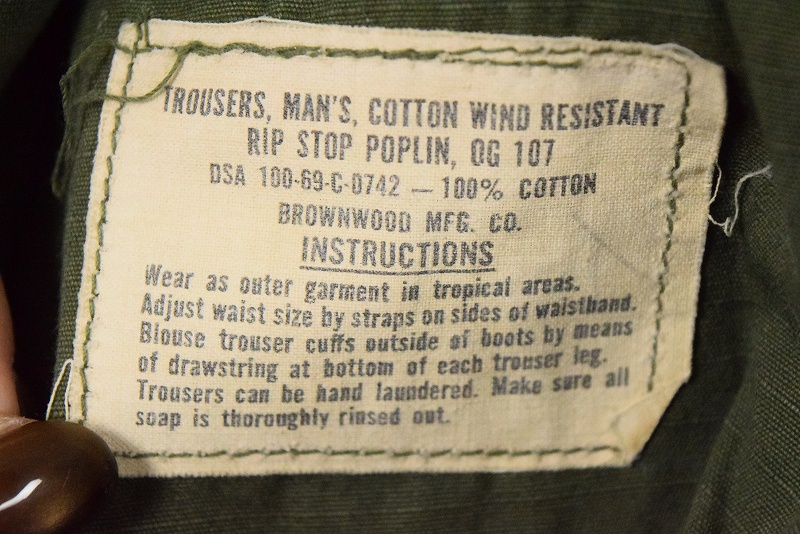 TROUSERS, MAN'S, COTTON WIND RESISTANT
RIP STOP POPLIN, OG 107
DSA 100-69-C-0742 — 100% COTTON
BROWNWOOD MFG. CO.
INSTRUCTIONS
Wear as outer garment in tropical areas.
Adjust waist size by straps on sides of waistband.
Blouse trouser cuffs outside of boots by means
of drawstring at bottom of each trouser leg.
Trousers can be hand laundered. Make sure all
soap is thoroughly rinsed out.